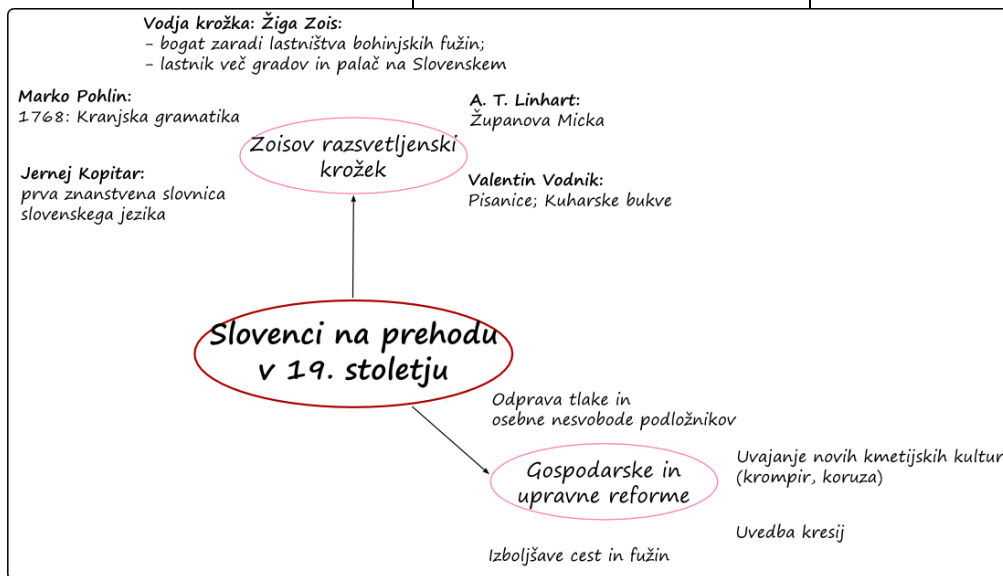 Vodja krožka: Žiga Zois:
- bogat zaradi lastništva bohinjskih fužin;
- lastnik več gradov in palač na Slovenskem
Marko Pohlin:
1768: Kranjska gramatika
A. T. Linhart:
Županova Micka
Zoisov razsvetljenski
krožek
Jernej Kopitar:
prva znanstvena slovnica
slovenskega jezika
Valentin Vodnik:
Pisanice; Kuharske bukve
Slovenci na prehodu
v 19. stoletju
Odprava tlake in
osebne nesvobode podložnikov
Gospodarske in
upravne reforme
Uvajanje novih kmetijskih kultur
(krompir, koruza)
Uvedba kresij
Izboljšave cest in fužin